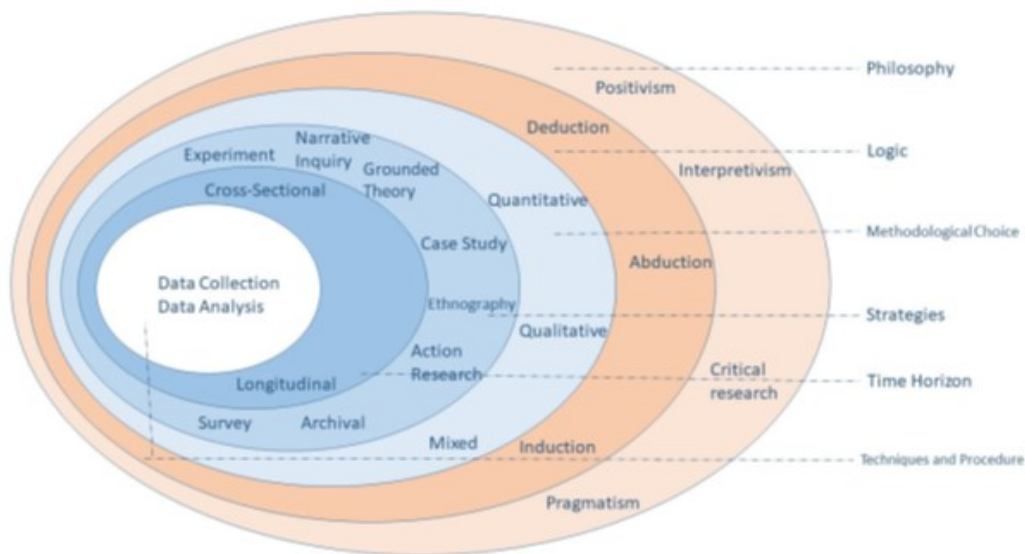 Philosophy
Positivism
Deduction
Logic
Narrative
Inquiry
Experiment
Grounded
Theory
Interpretivism
Cross-Sectional
Quantitative
Methodological Choice
Case Study
Abduction
Data Collection
Data Analysis
Ethnography
Strategies
Qualitative
Action
Research
Critical
research
Time Horizon
Longitudinal
Survey
Archival
Mixed
Induction
Techniques and Procedure
Pragmatism